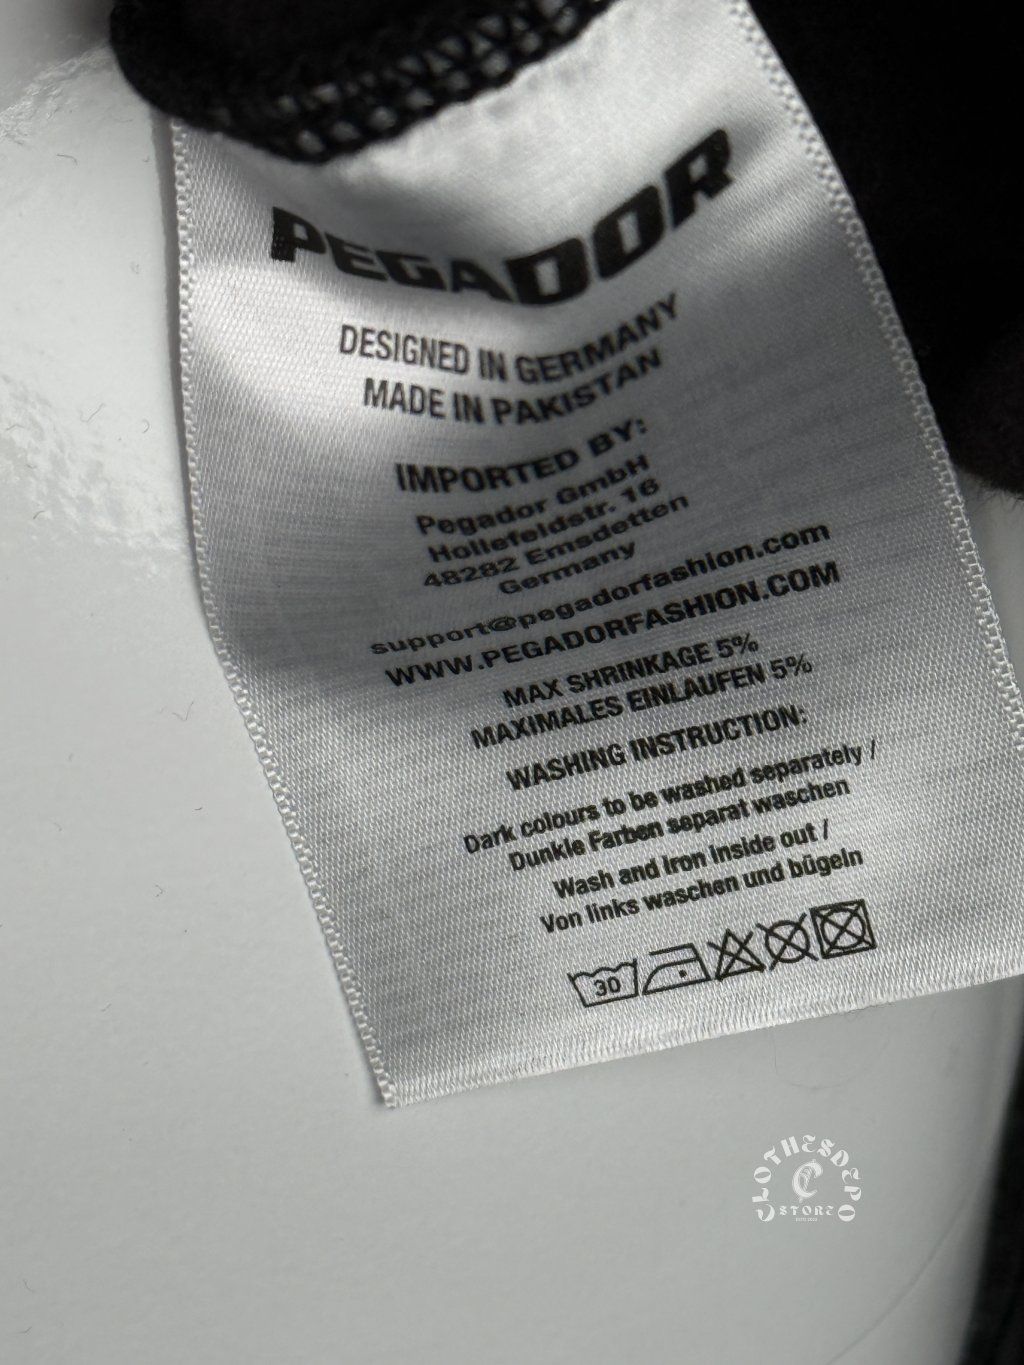 PEGADOR
DESIGNED IN GERMANY
MADE IN PAKISTAN
IMPORTED BY:
Pegador GmbH
Hollefeldstr. 16
48282 Emsdetten
Germany
support@pegadorfashion.com
WWW.PEGADORFASHION.COM
MAX SHRINKAGE 5%
MAXIMALES EINLAUFEN 5%
WASHING INSTRUCTION:
Dark colours to be washed separately /
Dunkle Farben separat waschen
Wash and Iron inside out /
Von links waschen und bügeln
30
CLOTHESDEPO
C
STORE